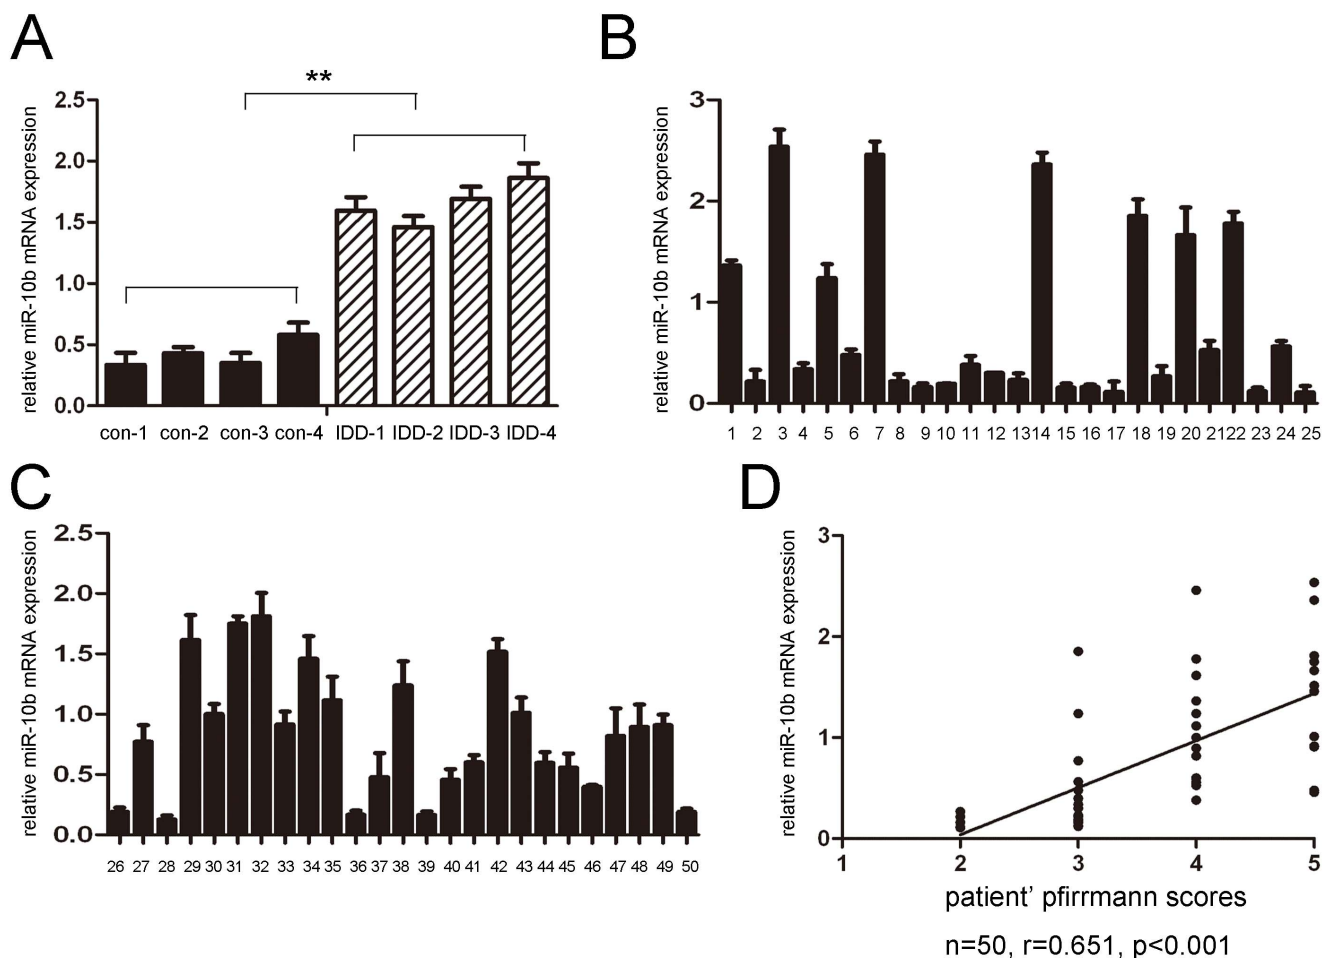 A
**
relative miR-10b mRNA expression
2.5
2.0
1.5
1.0
0.5
0.0
con-1 con-2 con-3 con-4 IDD-1 IDD-2 IDD-3 IDD-4
B
relative miR-10b mRNA expression
3
2
1
0
1 2 3 4 5 6 7 8 9 10 11 12 13 14 15 16 17 18 19 20 21 22 23 24 25
C
relative miR-10b mRNA expression
2.5
2.0
1.5
1.0
0.5
0.0
26 27 28 29 30 31 32 33 34 35 36 37 38 39 40 41 42 43 44 45 46 47 48 49 50
D
relative miR-10b mRNA expression
3
2
1
0
1 2 3 4 5
patient' pfirrmann scores
n=50, r=0.651, p<0.001